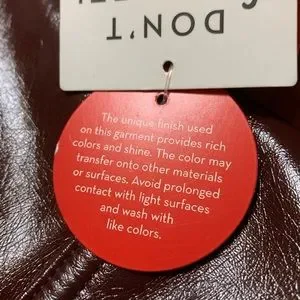 DON'T
The unique finish used
on this garment provides rich
colors and shine. The color may
transfer onto other materials
or surfaces. Avoid prolonged
contact with light surfaces
and wash with
like colors.